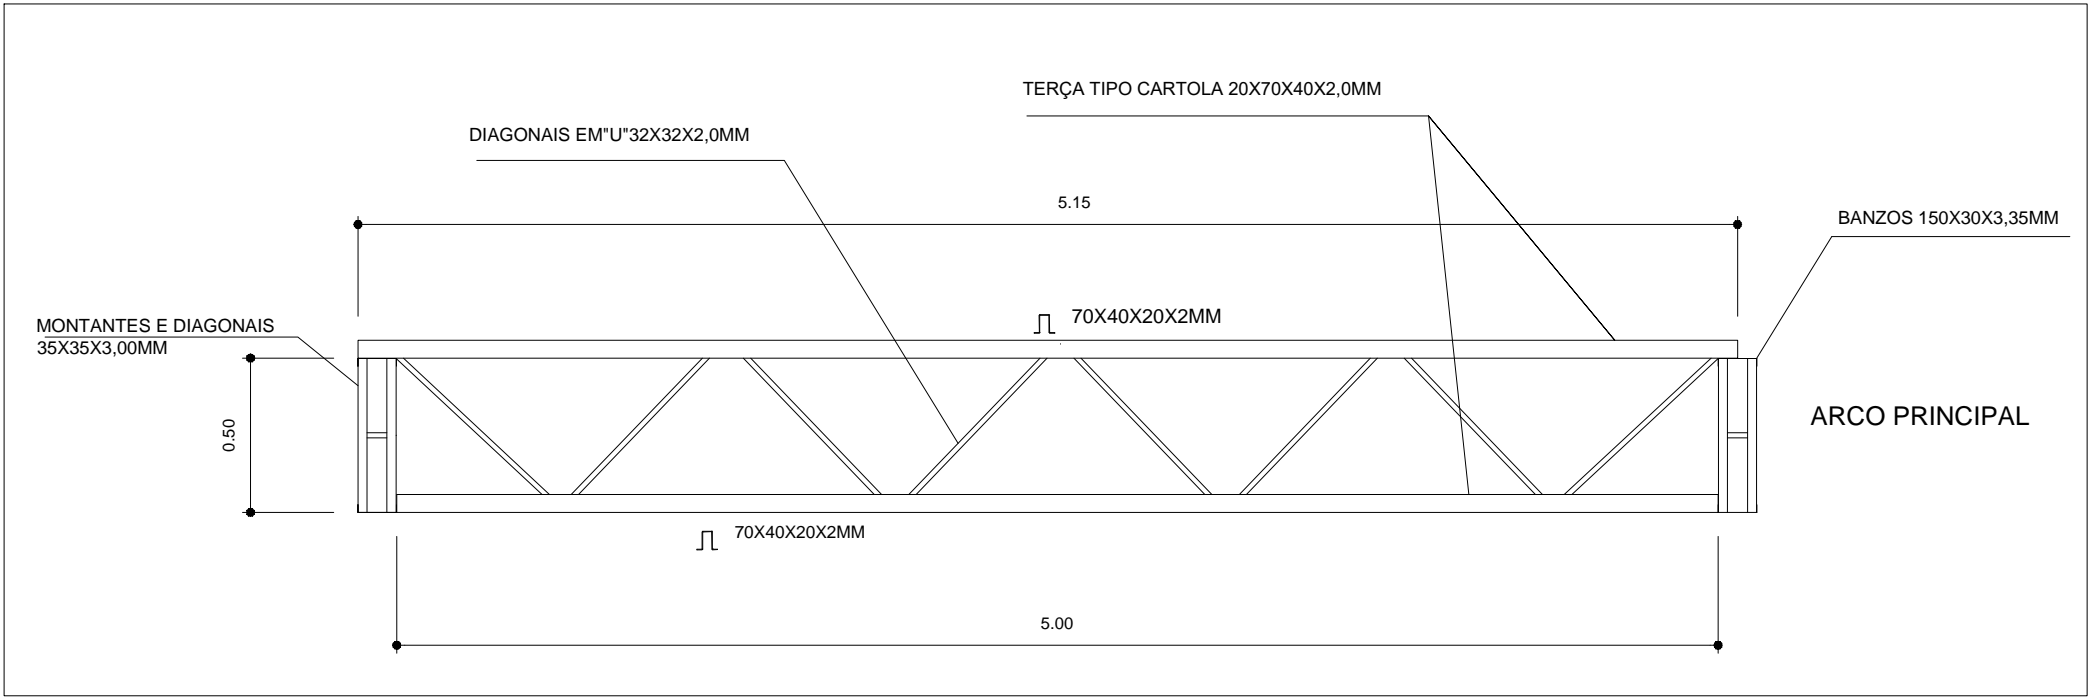 TERÇA TIPO CARTOLA 20X70X40X2,0MM
DIAGONAIS EM"U"32X32X2,0MM
5.15
BANZOS 150X30X3,35MM
70X40X20X2MM
MONTANTES E DIAGONAIS
35X35X3,00MM
0.50
ARCO PRINCIPAL
70X40X20X2MM
5.00